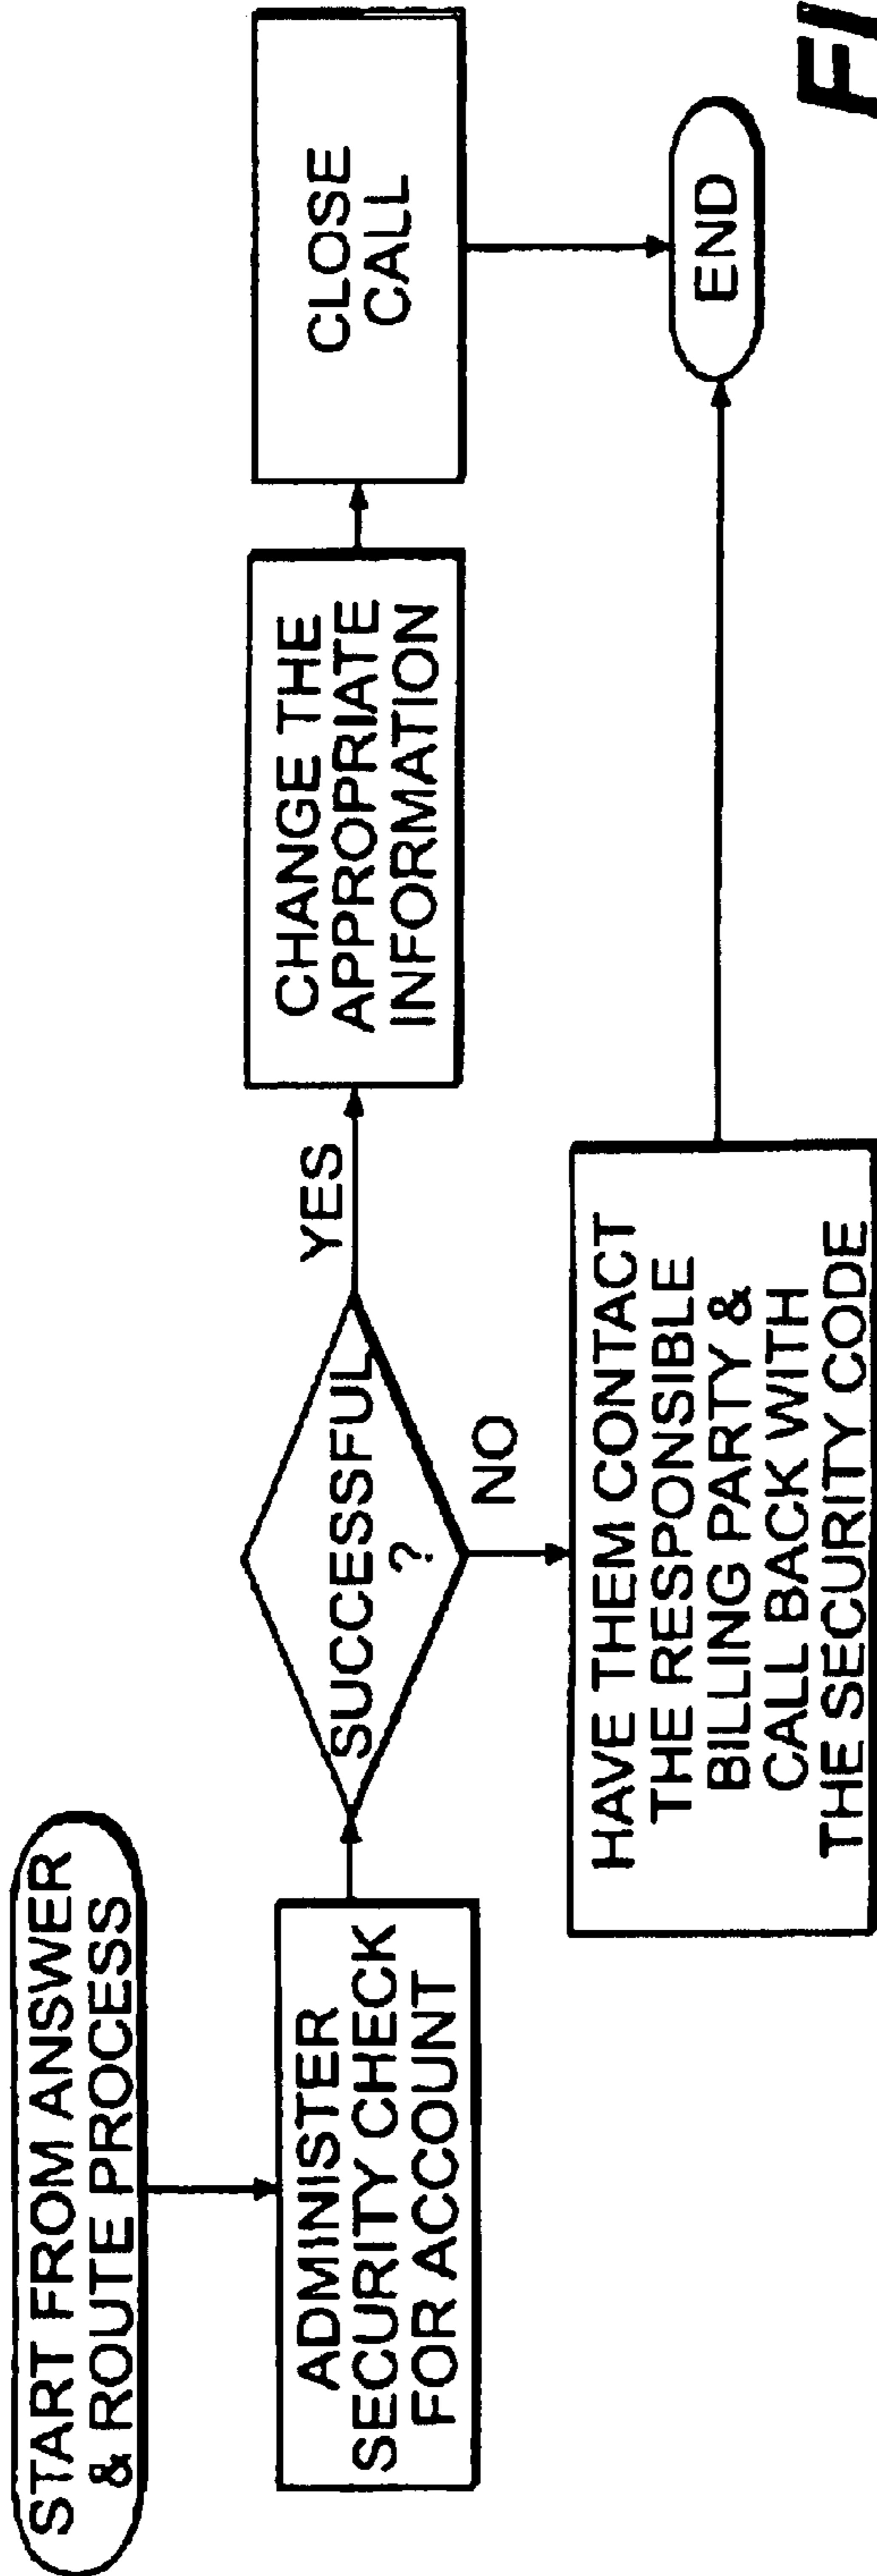 START FROM ANSWER
& ROUTE PROCESS
ADMINISTER
SECURITY CHECK
FOR ACCOUNT
SUCCESSFUL
?
YES
NO
CHANGE THE
APPROPRIATE
INFORMATION
CLOSE
CALL
HAVE THEM CONTACT
THE RESPONSIBLE
BILLING PARTY &
CALL BACK WITH
THE SECURITY CODE
END